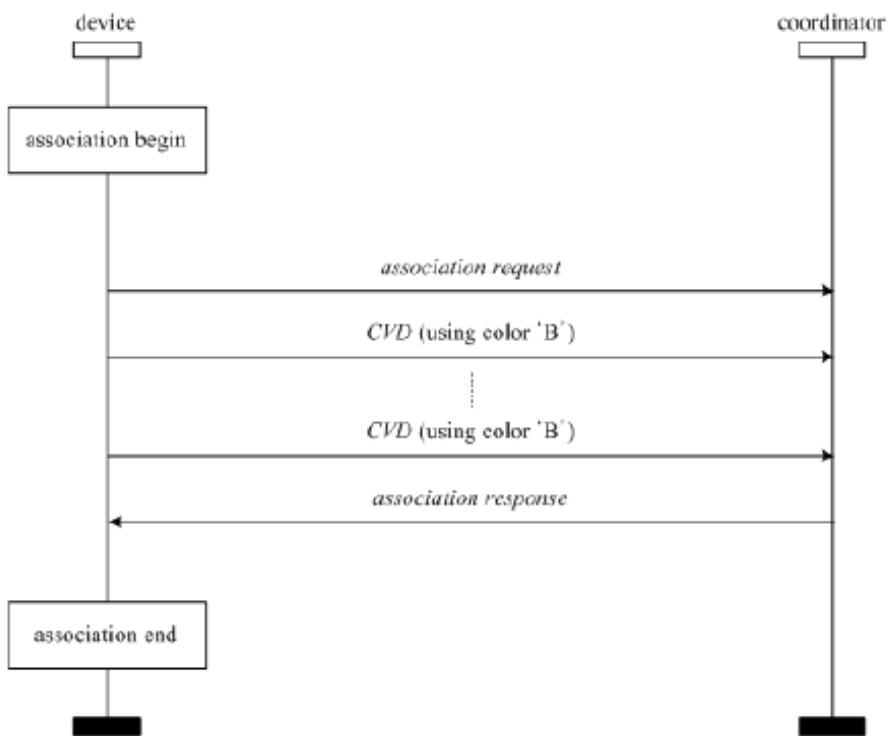 device
coordinator
association begin
association request
CVD (using color ‘B’)
CVD (using color ‘B’)
association response
association end